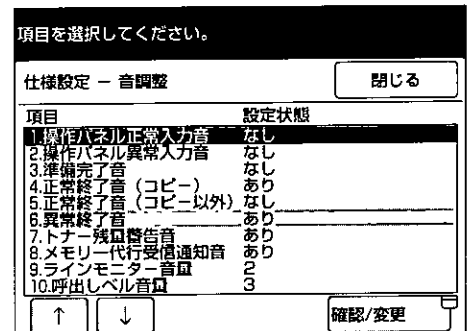 項目を選択してください。
仕様設定 － 音調整 閉じる
項目 設定状態
1.操作パネル正常入力音 なし
2.操作パネル異常入力音 なし
3.準備完了音 なし
4.正常終了音（コピー） あり
5.正常終了音（コピー以外） なし
6.異常終了音 あり
7.トナー残量警告音 あり
8.メモリー代行受信通知音 あり
9.ラインモニター音量 2
10.呼出しベル音量 3
↑ ↓ 確認/変更